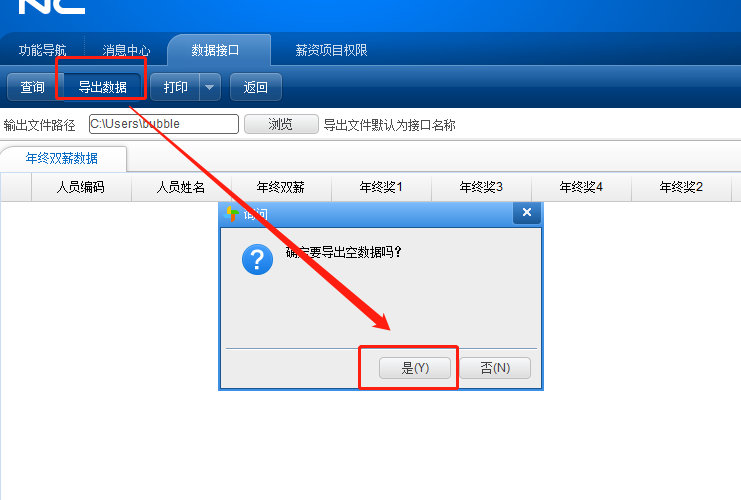 NC
功能导航 消息中心 数据接口 薪资项目权限
查询 导出数据 打印 返回
输出文件路径 C:\Users\bubble 浏览 导出文件默认为接口名称
年终双薪数据
人员编码 人员姓名 年终双薪 年终奖1 年终奖3 年终奖4 年终奖2
询问
确定要导出空数据吗?
是(Y) 否(N)